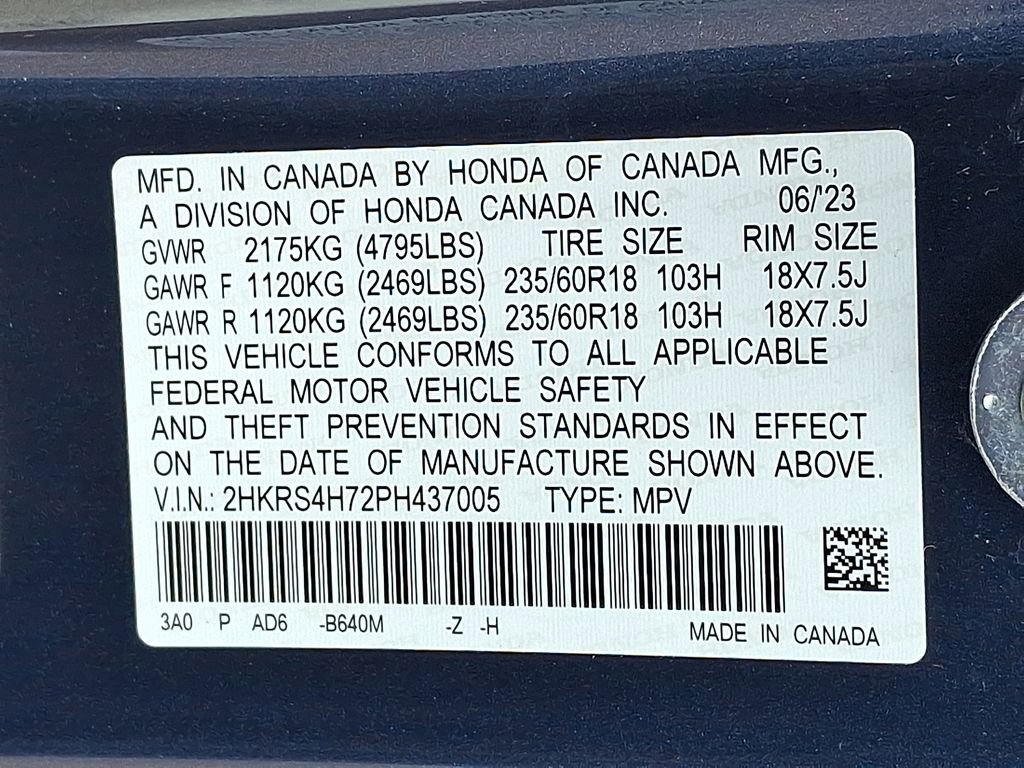 MFD. IN CANADA BY HONDA OF CANADA MFG.,
A DIVISION OF HONDA CANADA INC. 06/'23
GVWR 2175KG (4795LBS) TIRE SIZE RIM SIZE
GAWR F 1120KG (2469LBS) 235/60R18 103H 18X7.5J
GAWR R 1120KG (2469LBS) 235/60R18 103H 18X7.5J
THIS VEHICLE CONFORMS TO ALL APPLICABLE
FEDERAL MOTOR VEHICLE SAFETY
AND THEFT PREVENTION STANDARDS IN EFFECT
ON THE DATE OF MANUFACTURE SHOWN ABOVE.
V.I.N.: 2HKRS4H72PH437005 TYPE: MPV
3A0 P AD6 -B640M -Z -H
MADE IN CANADA